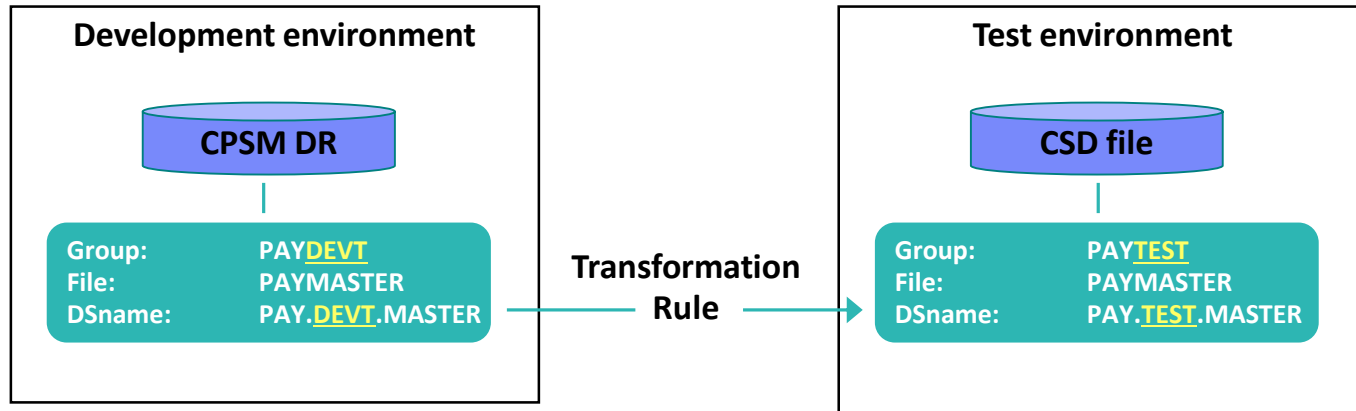 Development environment
CPSM DR
Group: PAYDEVT
File: PAYMASTER
DSname: PAY.DEVT.MASTER
Transformation
Rule
Test environment
CSD file
Group: PAYTEST
File: PAYMASTER
DSname: PAY.TEST.MASTER